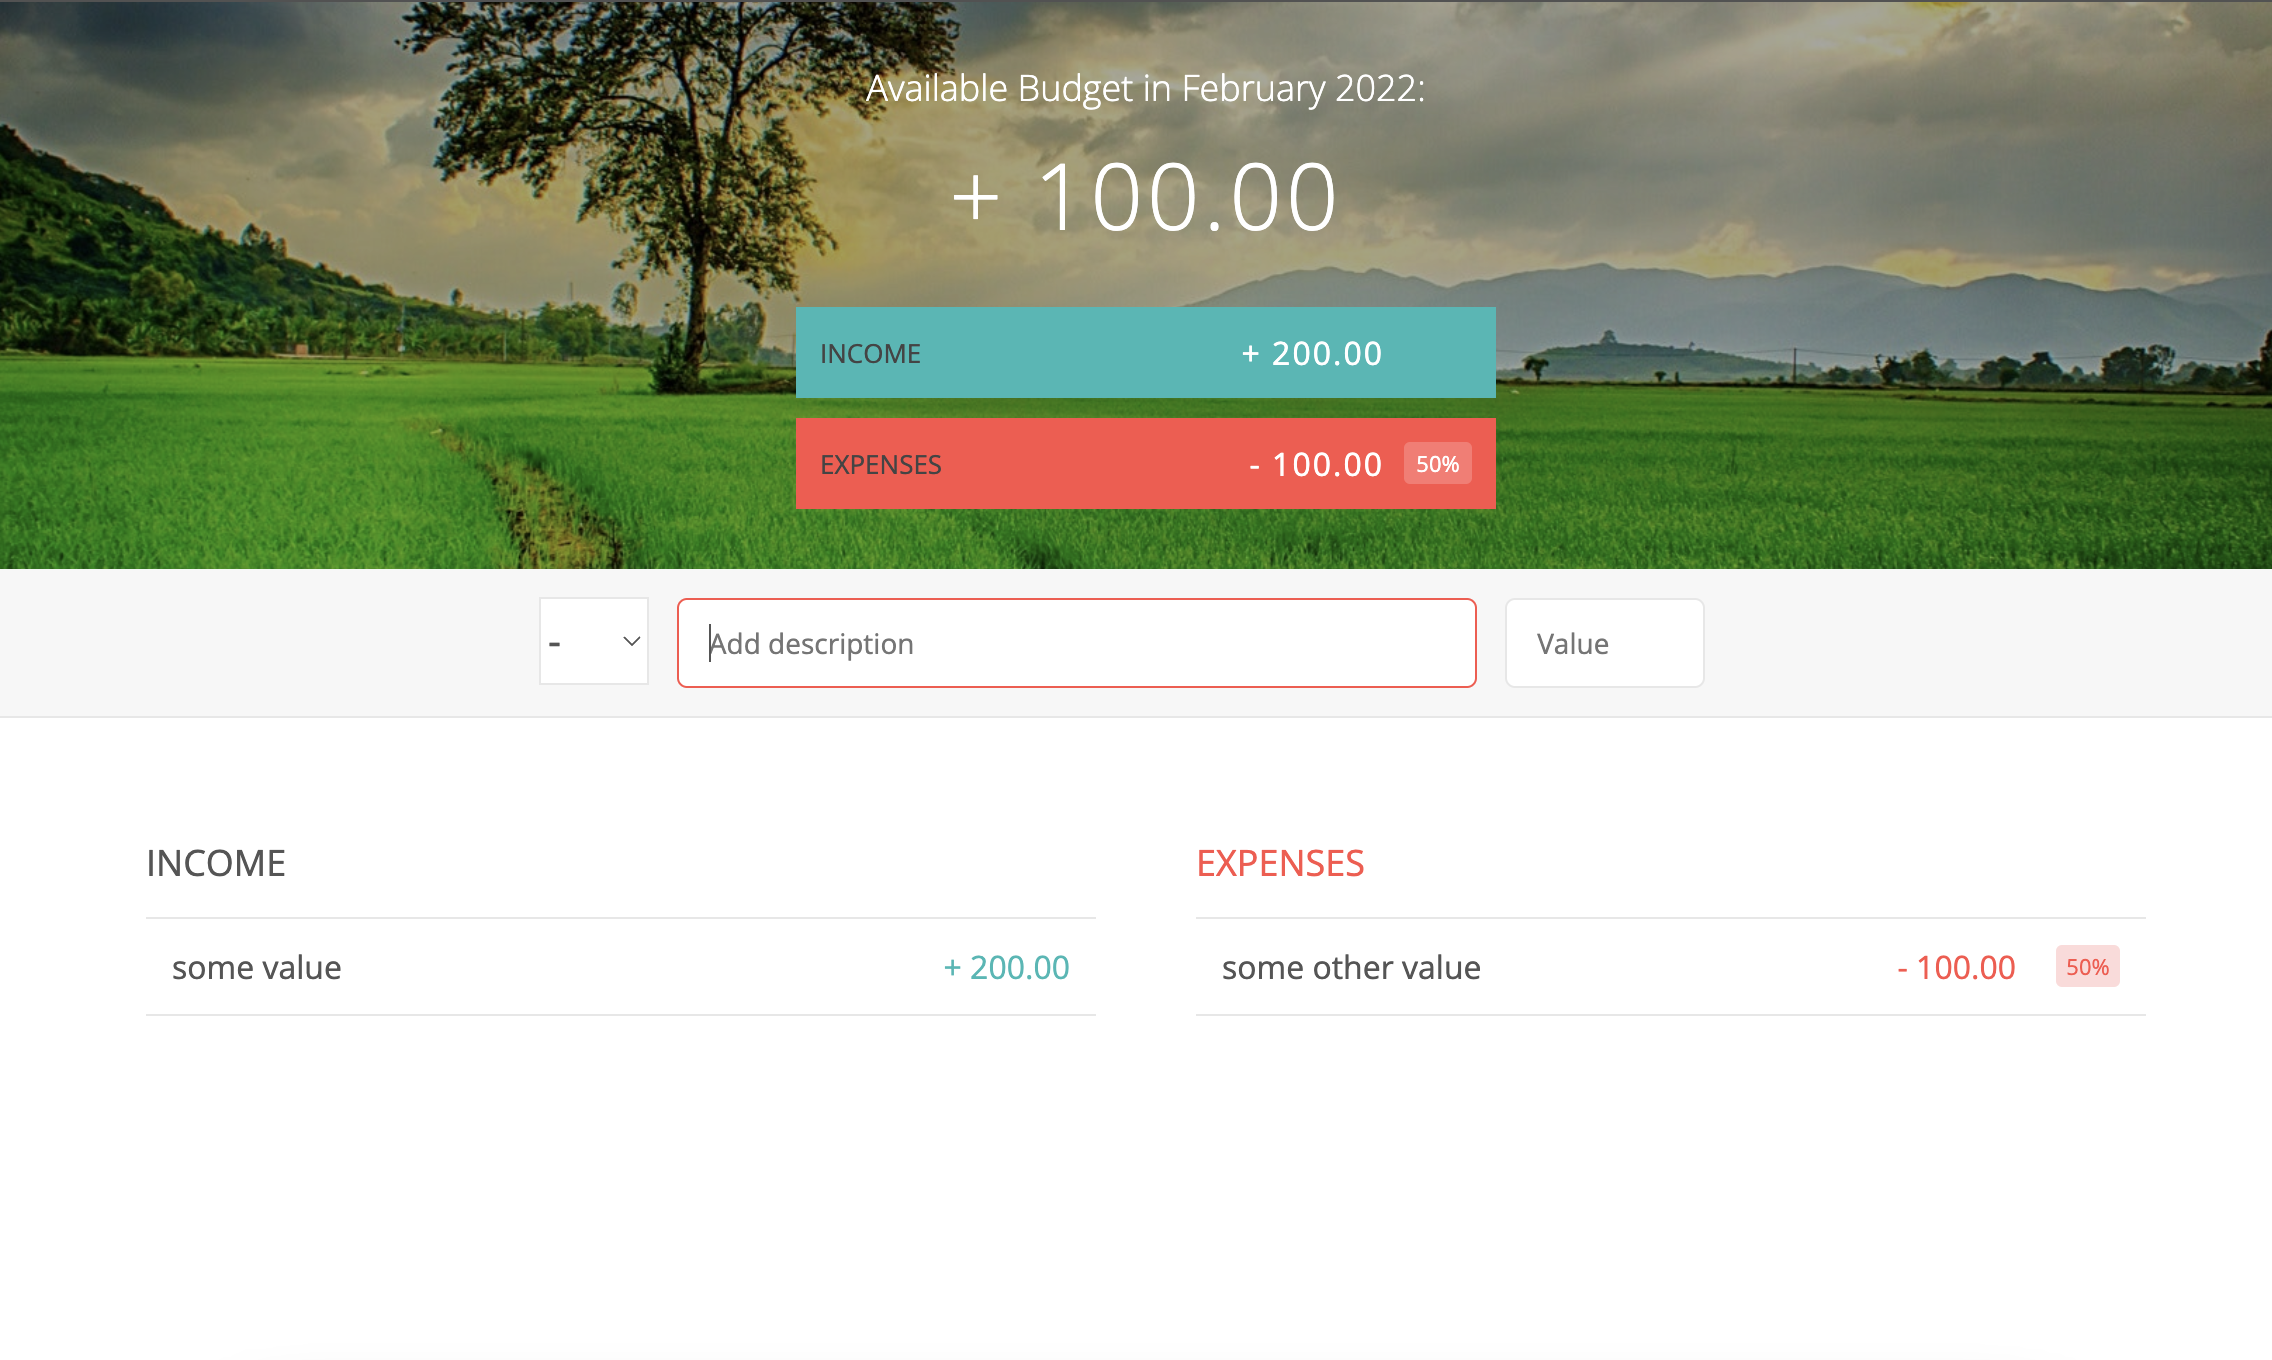 Available Budget in February 2022:
+ 100.00
INCOME + 200.00
EXPENSES - 100.00 50%
- Add description Value
INCOME
some value + 200.00
EXPENSES
some other value - 100.00 50%